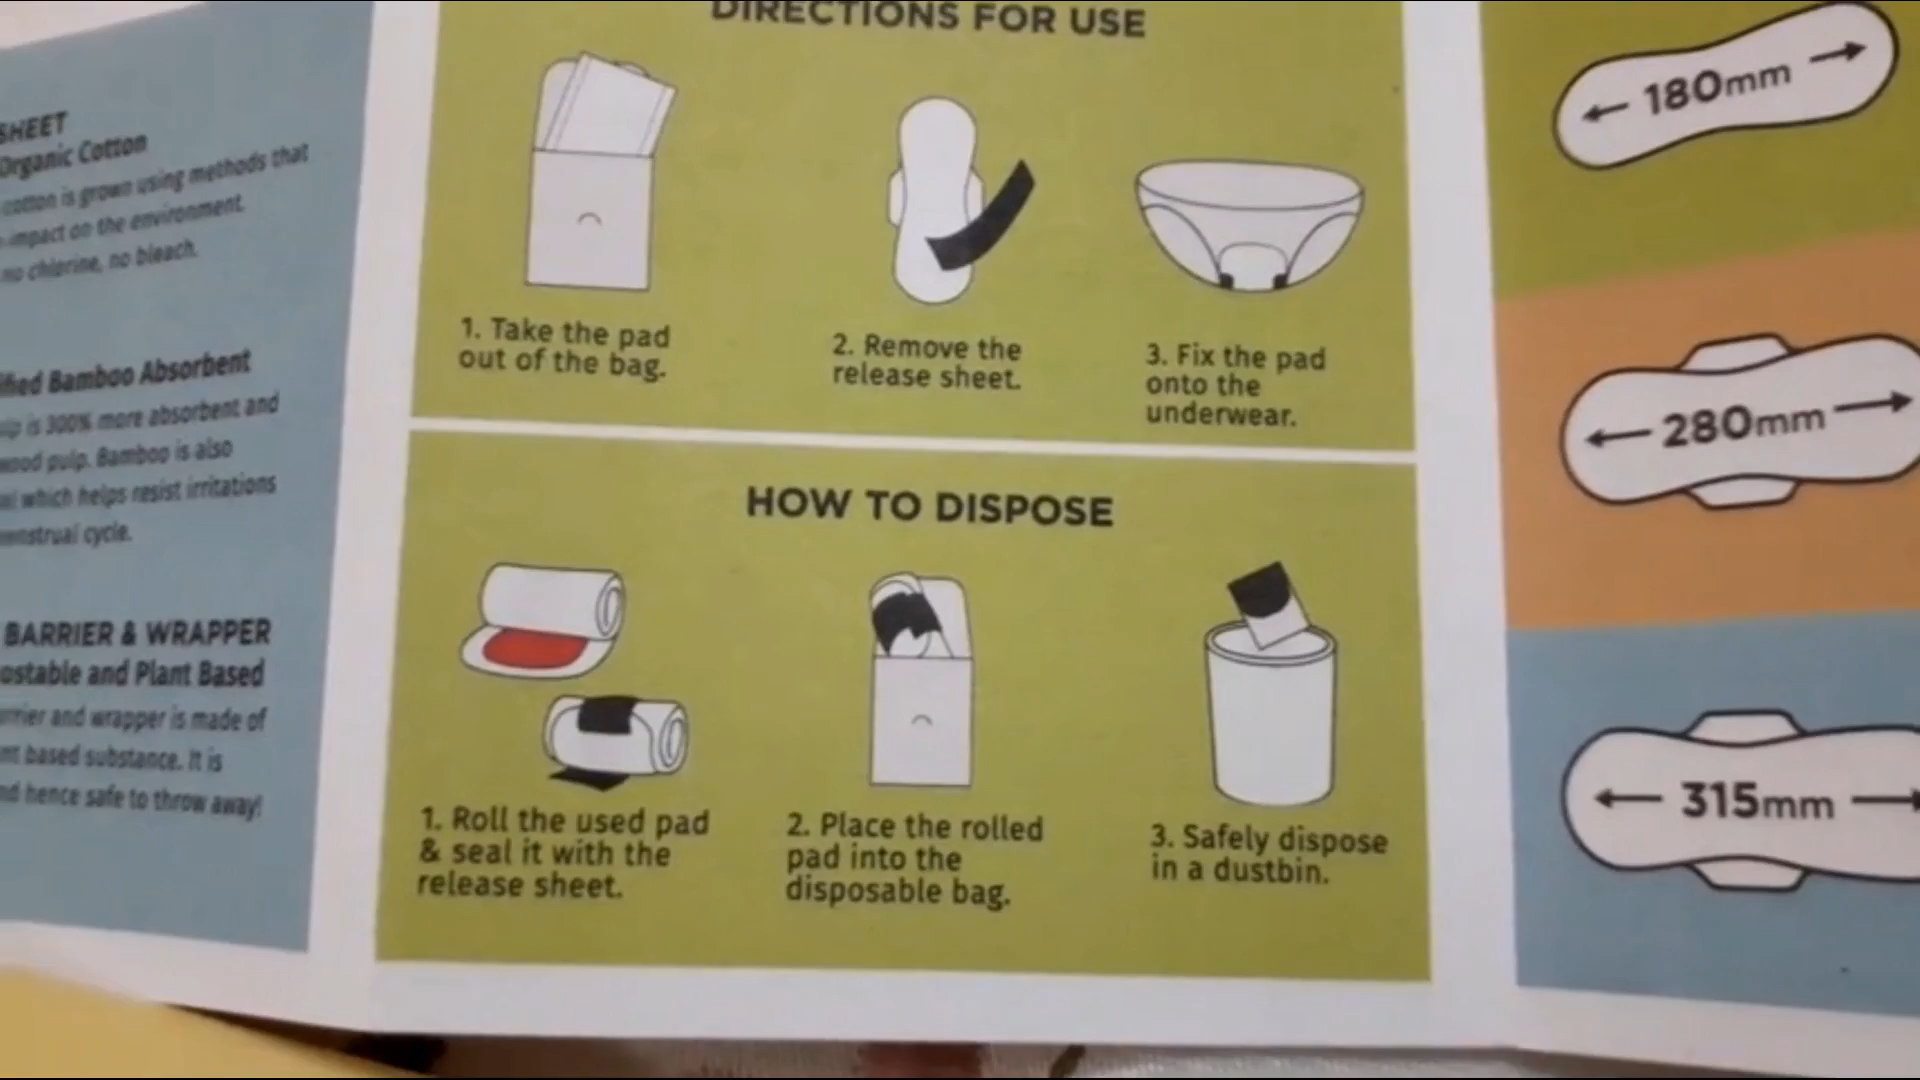 SHEET
Organic Cotton
cotton is grown using methods that
impact on the environment.
no chlorine, no bleach.
Bamboo Absorbent
is 300% more absorbent and
wood pulp. Bamboo is also
which helps resist irritations
cycle.
BARRIER & WRAPPER
and Plant Based
and wrapper is made of
based substance. It is
hence safe to throw away!
DIRECTIONS FOR USE
1. Take the pad
out of the bag.
2. Remove the
release sheet.
3. Fix the pad
onto the
underwear.
HOW TO DISPOSE
1. Roll the used pad
& seal it with the
release sheet.
2. Place the rolled
pad into the
disposable bag.
3. Safely dispose
in a dustbin.
180mm
280mm
315mm